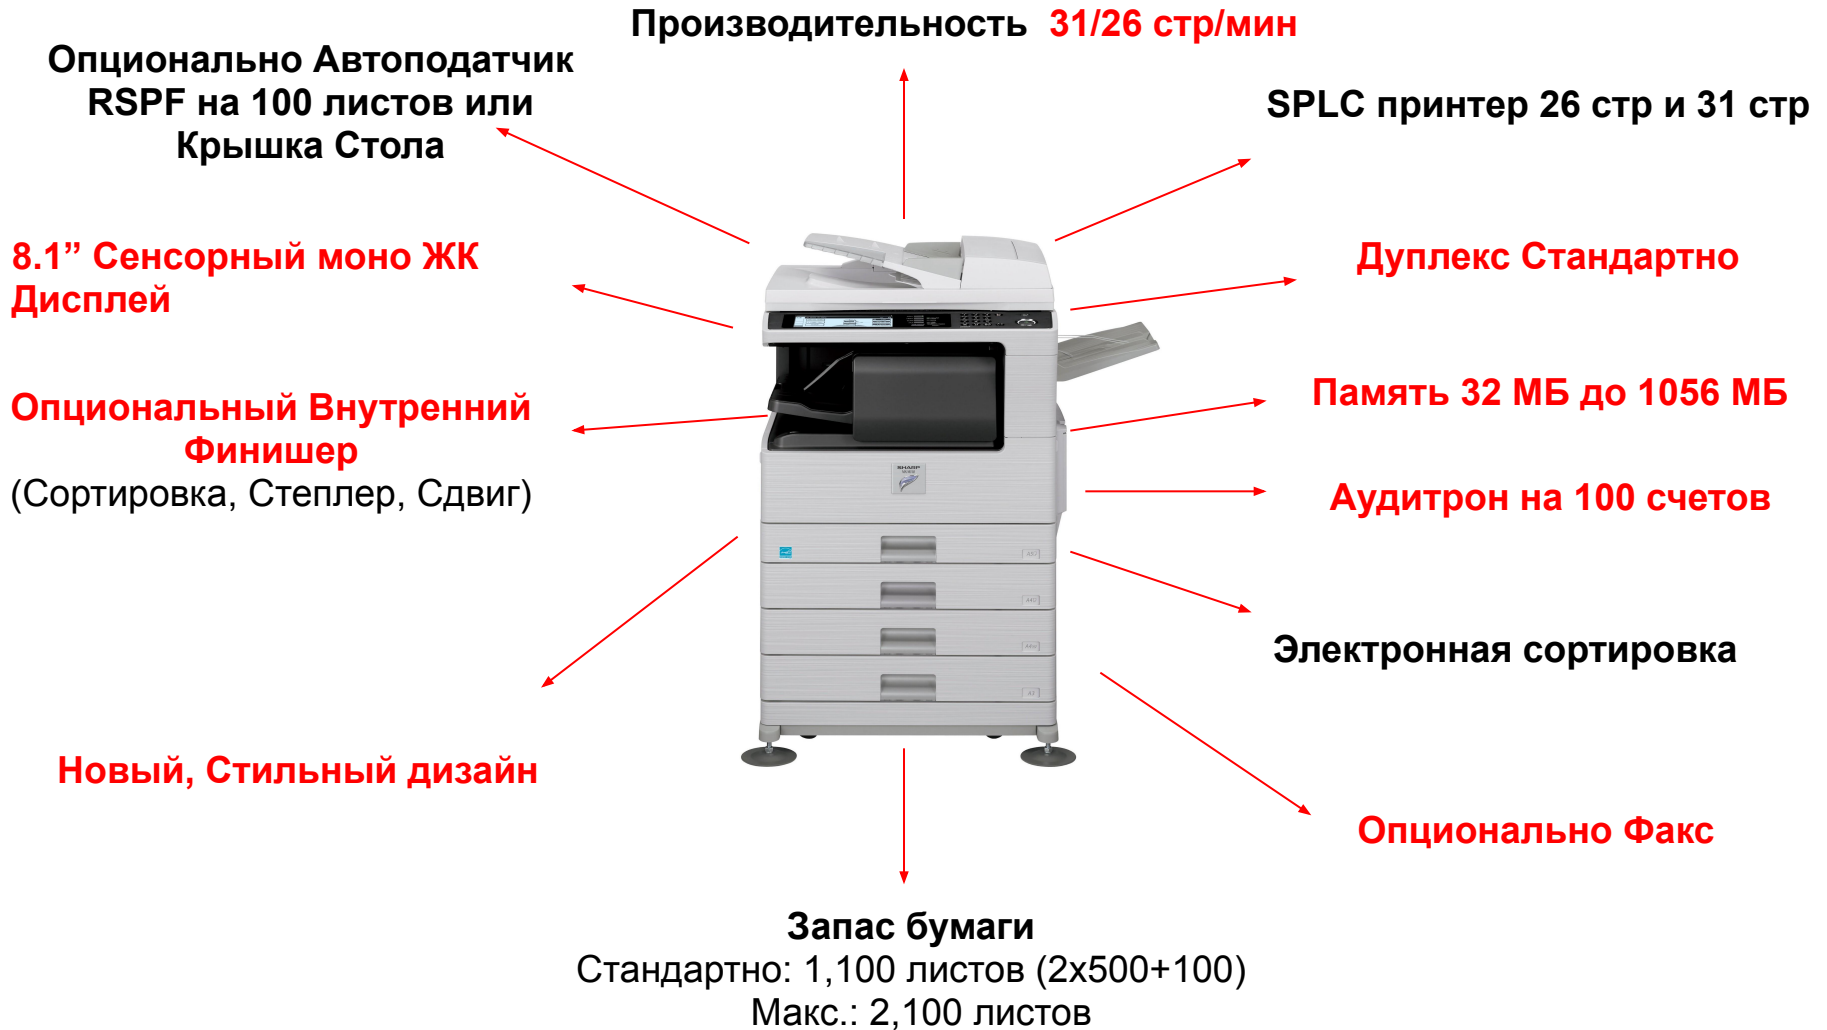 Производительность 31/26 стр/мин
Опционально Автоподатчик
RSPF на 100 листов или
Крышка Стола
SPLC принтер 26 стр и 31 стр
8.1” Сенсорный моно ЖК
Дисплей
Дуплекс Стандартно
Опциональный Внутренний
Финишер
(Сортировка, Степлер, Сдвиг)
Память 32 МБ до 1056 МБ
SHARP
Аудитрон на 100 счетов
Электронная сортировка
Новый, Стильный дизайн
Опционально Факс
Запас бумаги
Стандартно: 1,100 листов (2x500+100)
Макс.: 2,100 листов